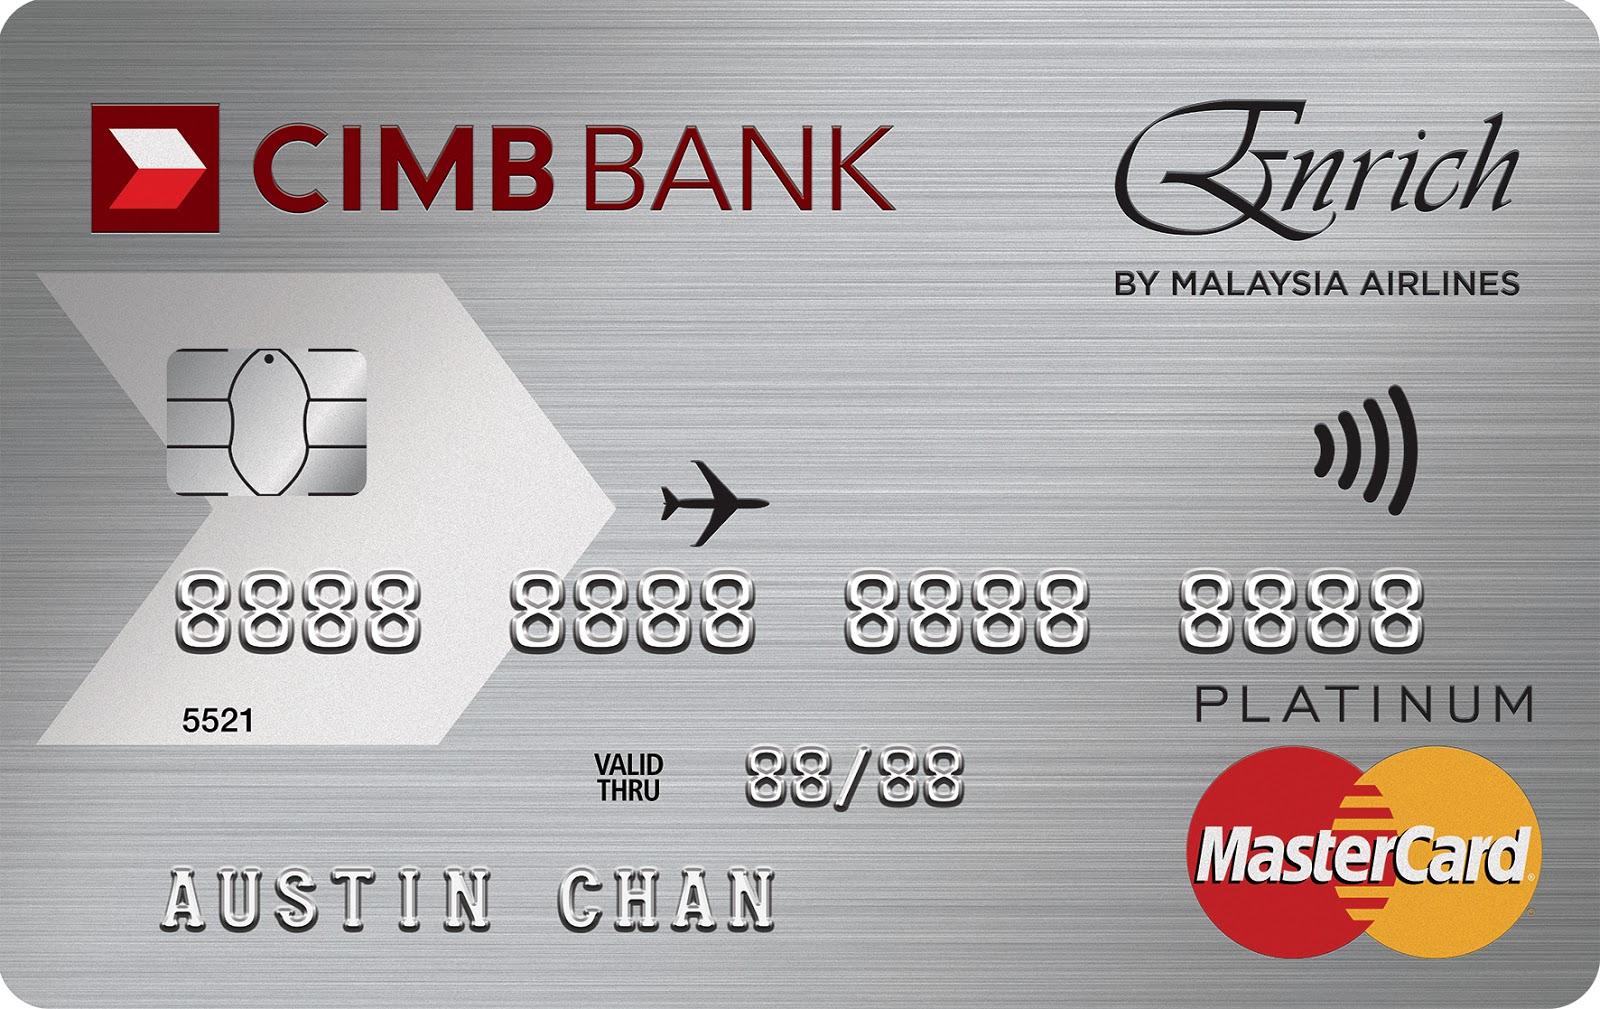 CIMB BANK
Enrich
BY MALAYSIA AIRLINES
8888 8888 8888 8888
5521
PLATINUM
VALID THRU 88/88
AUSTIN CHAN
MasterCard